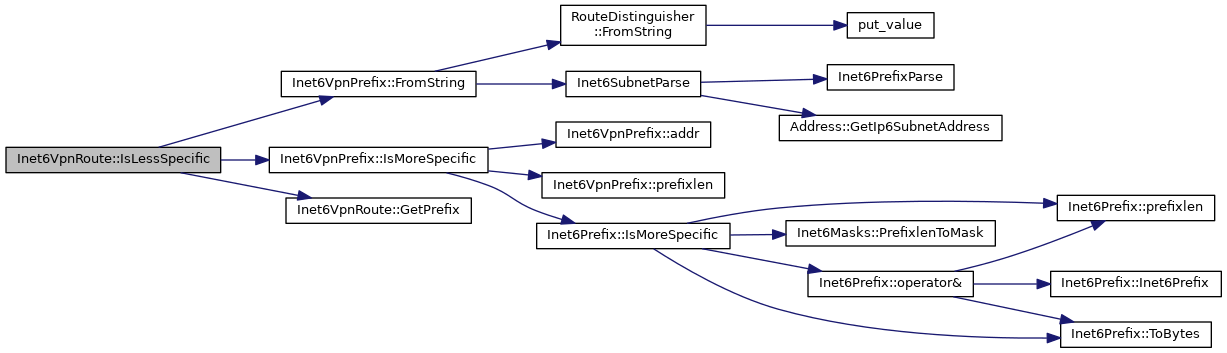 RouteDistinguisher
::FromString
put_value
Inet6VpnPrefix::FromString
Inet6SubnetParse
Inet6PrefixParse
Address::GetIp6SubnetAddress
Inet6VpnRoute::IsLessSpecific
Inet6VpnPrefix::IsMoreSpecific
Inet6VpnPrefix::addr
Inet6VpnPrefix::prefixlen
Inet6VpnRoute::GetPrefix
Inet6Prefix::IsMoreSpecific
Inet6Prefix::prefixlen
Inet6Masks::PrefixlenToMask
Inet6Prefix::operator&
Inet6Prefix::Inet6Prefix
Inet6Prefix::ToBytes